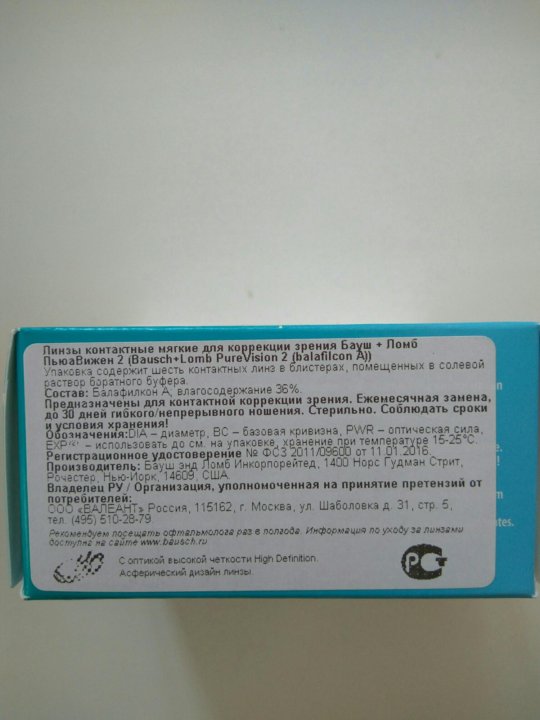 Линзы контактные мягкие для коррекции зрения Бауш + Ломб
ПьюаВижен 2 (Bausch+Lomb PureVision 2 (balafilcon A))
Упаковка содержит шесть контактных линз в блистерах, помещенных в солевой
раствор боратного буфера.
Состав: Балафилкон А, влагосодержание 36%.
Предназначены для контактной коррекции зрения. Ежемесячная замена,
до 30 дней гибкого/непрерывного ношения. Стерильно. Соблюдать сроки
и условия хранения!
Обозначения:DIA – диаметр, BC – базовая кривизна, PWR – оптическая сила,
EXP – использовать до см. на упаковке, хранение при температуре 15-25°C.
Регистрационное удостоверение № ФСЗ 2011/09600 от 11.01.2016.
Производитель: Бауш энд Ломб Инкорпорейтед, 1400 Норс Гудман Стрит,
Рочестер, Нью-Йорк, 14609, США.
Владелец РУ / Организация, уполномоченная на принятие претензий от
потребителей:
ООО «ВАЛЕАНТ» Россия, 115162, г. Москва, ул. Шаболовка д. 31, стр. 5,
тел. (495) 510-28-79
Рекомендуем посещать офтальмолога раз в полгода. Информация по уходу за линзами
доступна на сайте www.bausch.ru
С оптикой высокой четкости High Definition.
Асферический дизайн линзы.
РСТ